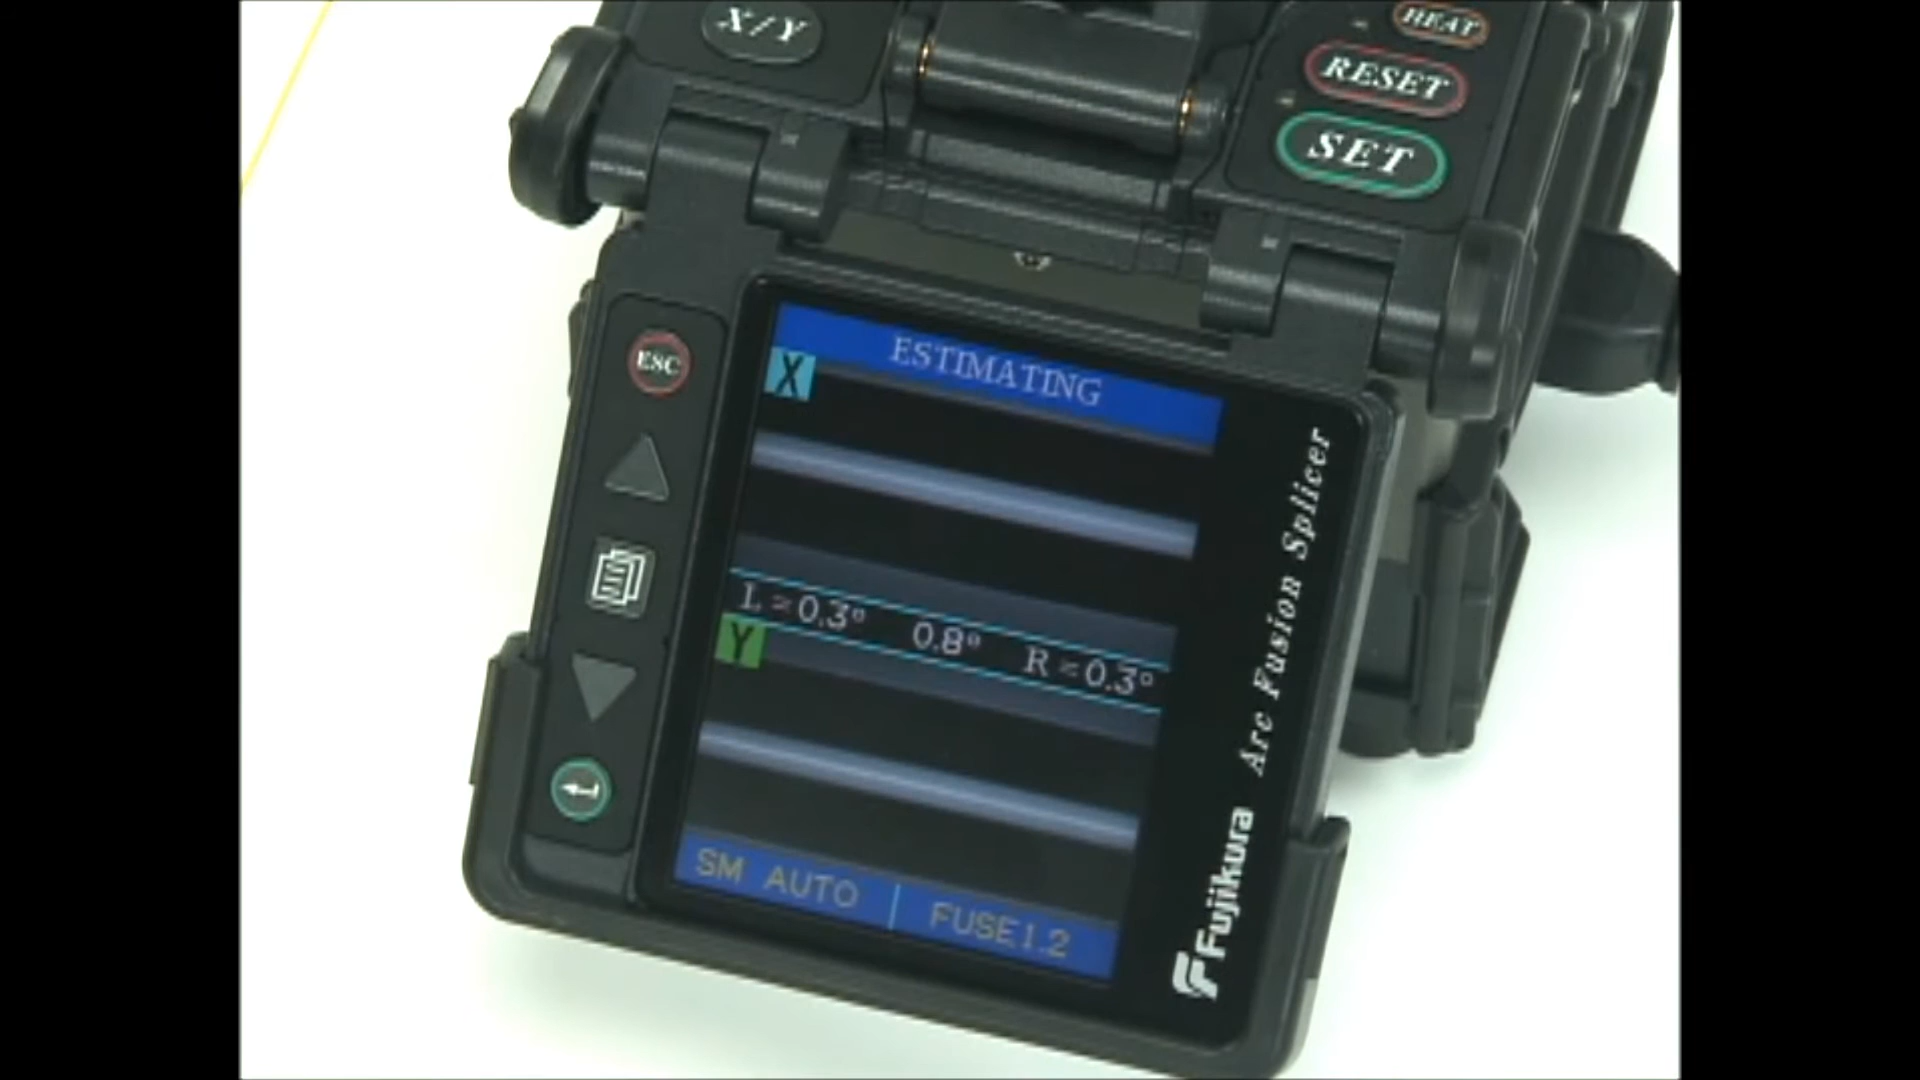 X/Y
HEAT
RESET
SET
ESC
ESTIMATING
X
L≈0.3° 0.8° R≈0.3°
Y
SM AUTO FUSE1.2
Fujikura Arc Fusion Splicer